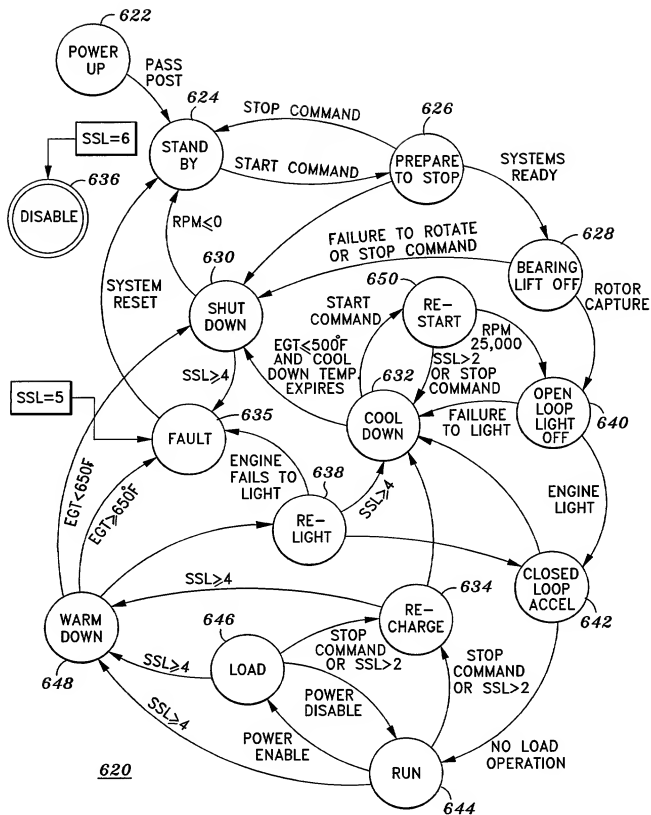 622
POWER
UP
PASS
POST
624
STAND
BY
STOP COMMAND
START COMMAND
626
PREPARE
TO STOP
SYSTEMS
READY
SSL=6
636
DISABLE
RPM≤0
630
SHUT
DOWN
FAILURE TO ROTATE
OR STOP COMMAND
628
BEARING
LIFT OFF
SYSTEM
RESET
650
RE-
START
START
COMMAND
RPM
25,000
ROTOR
CAPTURE
EGT≤500°F
AND COOL
DOWN TEMP.
EXPIRES
SSL>2
OR STOP
COMMAND
632
COOL
DOWN
SSL≥4
SSL=5
635
FAULT
FAILURE
TO LIGHT
OPEN
LOOP
LIGHT
OFF
640
ENGINE
FAILS TO
LIGHT
638
RE-
LIGHT
SSL≥4
ENGINE
LIGHT
EGT<650°F
EGT≥650°F
CLOSED
LOOP
ACCEL
642
634
RE-
CHARGE
SSL≥4
WARM
DOWN
648
646
LOAD
SSL≥4
STOP
COMMAND
OR SSL>2
STOP
COMMAND
OR SSL>2
POWER
DISABLE
POWER
ENABLE
SSL≥4
RUN
644
NO LOAD
OPERATION
620